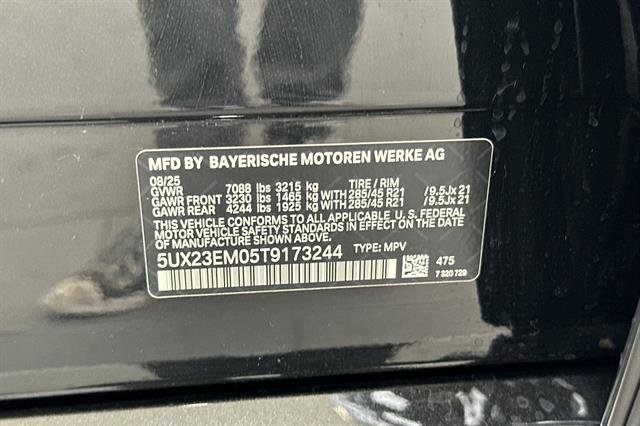 MFD BY BAYERISCHE MOTOREN WERKE AG
08/25 TIRE / RIM
GVWR 7088 lbs 3215 kg
GAWR FRONT 3230 lbs 1465 kg WITH 285/45 R21 /9.5Jx 21
GAWR REAR 4244 lbs 1925 kg WITH 285/45 R21 /9.5Jx 21
THIS VEHICLE CONFORMS TO ALL APPLICABLE U. S. FEDERAL
MOTOR VEHICLE SAFETY STANDARDS IN EFFECT ON THE DATE
OF MANUFACTURE SHOWN ABOVE.
5UX23EM05T9173244 TYPE: MPV
475
7 320 729